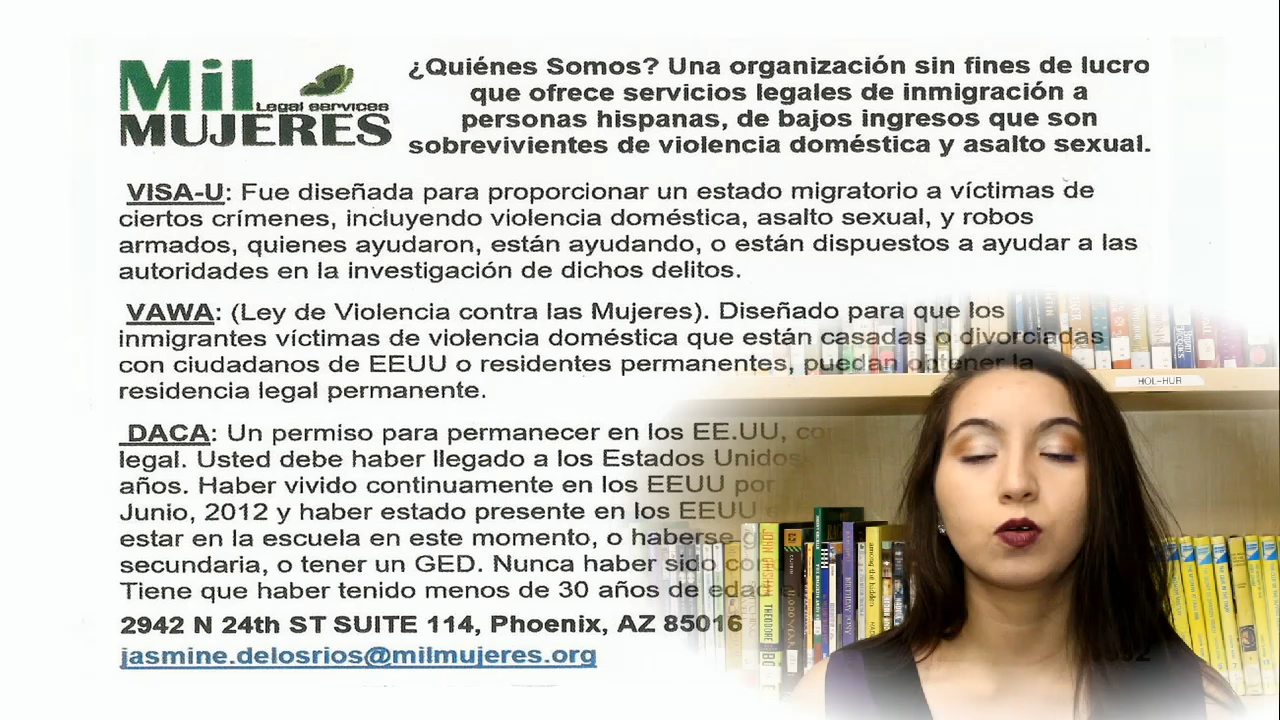 Mil
Legal services
MUJERES
¿Quiénes Somos? Una organización sin fines de lucro
que ofrece servicios legales de inmigración a
personas hispanas, de bajos ingresos que son
sobrevivientes de violencia doméstica y asalto sexual.
VISA-U: Fue diseñada para proporcionar un estado migratorio a víctimas de
ciertos crímenes, incluyendo violencia doméstica, asalto sexual, y robos
armados, quienes ayudaron, están ayudando, o están dispuestos a ayudar a las
autoridades en la investigación de dichos delitos.
VAWA: (Ley de Violencia contra las Mujeres). Diseñado para que los
inmigrantes víctimas de violencia doméstica que están casadas o divorciadas
con ciudadanos de EEUU o residentes permanentes, puedan obtener la
residencia legal permanente.
HOL-HUR
DACA: Un permiso para permanecer en los EE.UU,
legal. Usted debe haber llegado a los Estados Unidos
años. Haber vivido continuamente en los EEUU por
Junio, 2012 y haber estado presente en los EEUU
estar en la escuela en este momento, o haberse
secundaria, o tener un GED. Nunca haber sido
Tiene que haber tenido menos de 30 años de edad
2942 N 24th ST SUITE 114, Phoenix, AZ 85016
jasmine.delosrios@milmujeres.org
JOHN GRISHAM
THEODORE
among the hidden